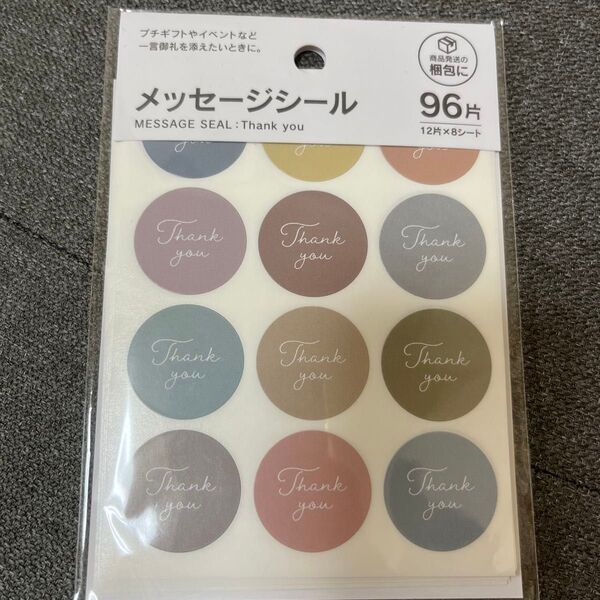 プチギフトやイベントなど
一言御礼を添えたいときに。
商品発送の
梱包に
メッセージシール
MESSAGE SEAL:Thank you
96片
12片×8シート
you you you
Thank Thank Thank
you you you
Thank Thank Thank
you you you
Thank Thank Thank
you you you